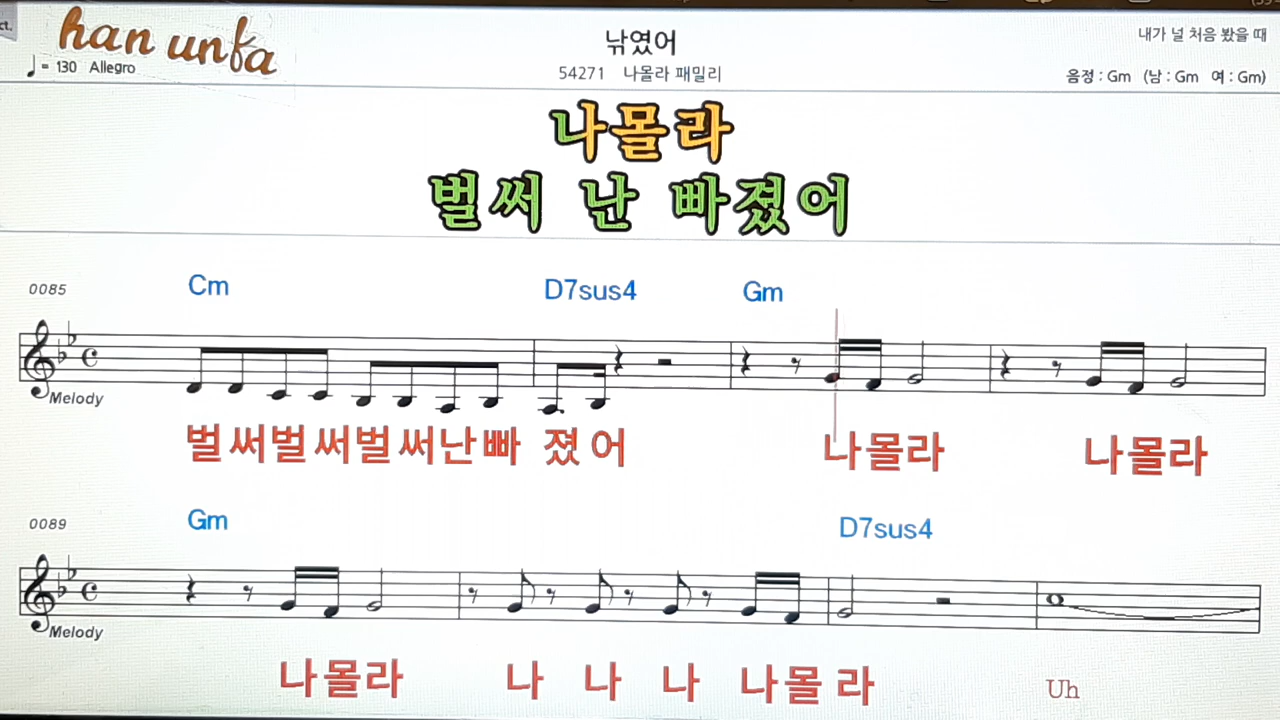 ct.
han unfa
♩= 130 Allegro
낚였어
54271 나몰라 패밀리
내가 널 처음 봤을 때
음정 : Gm (남 : Gm 여 : Gm)
나몰라
벌써 난 빠졌어
0085
Cm D7sus4 Gm
Melody
벌써벌써벌써난빠 졌어 나몰라 나몰라
0089
Gm D7sus4
Melody
나몰라 나 나 나 나몰라 Uh